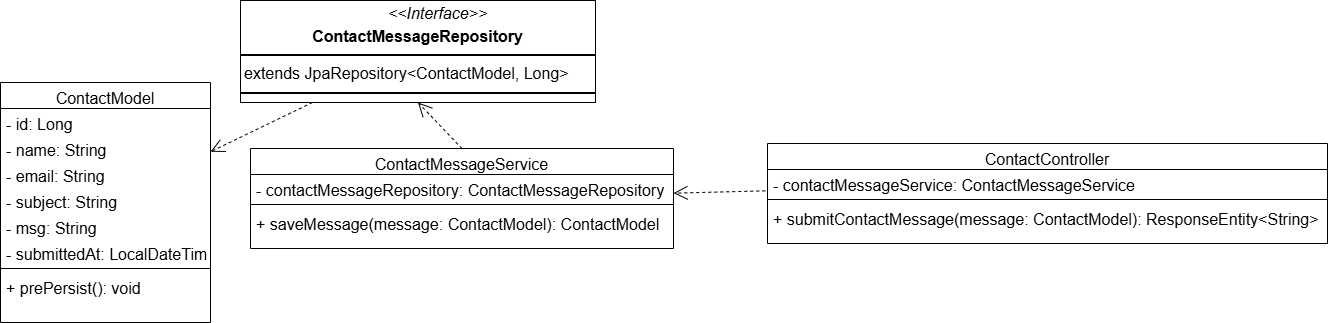 <<Interface>>
ContactMessageRepository
extends JpaRepository<ContactModel, Long>
ContactModel
- id: Long
- name: String
- email: String
- subject: String
- msg: String
- submittedAt: LocalDateTim
+ prePersist(): void
ContactMessageService
- contactMessageRepository: ContactMessageRepository
+ saveMessage(message: ContactModel): ContactModel
ContactController
- contactMessageService: ContactMessageService
+ submitContactMessage(message: ContactModel): ResponseEntity<String>